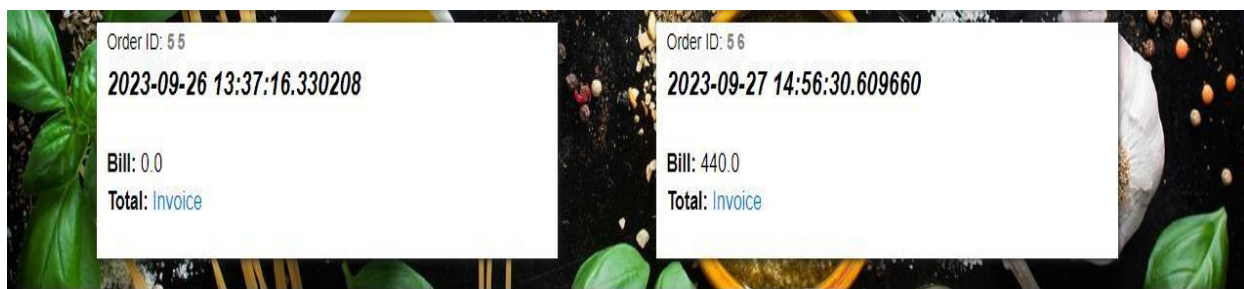 Order ID: 55
2023-09-26 13:37:16.330208
Bill: 0.0
Total: Invoice
Order ID: 56
2023-09-27 14:56:30.609660
Bill: 440.0
Total: Invoice